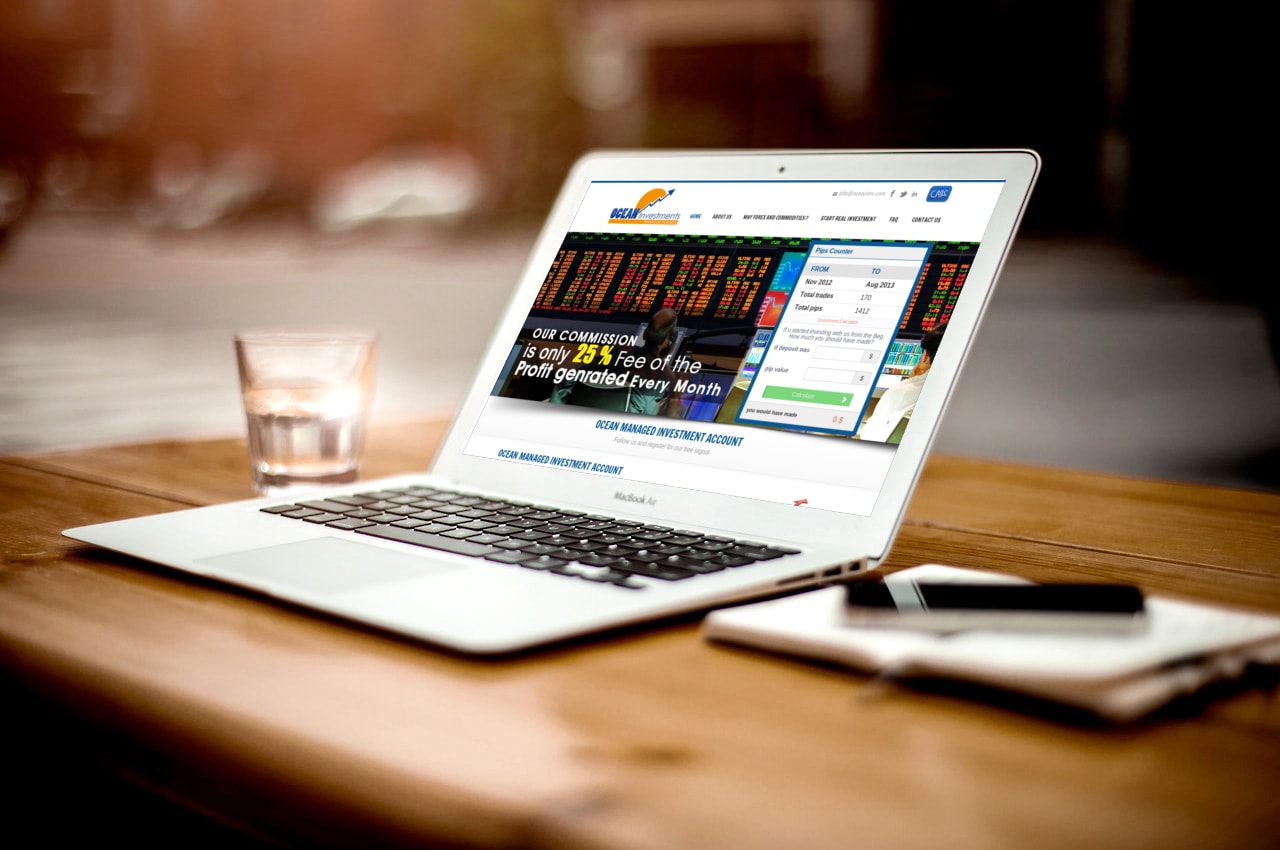 OCEAN investments
info@oceaninv.com
HOME ABOUT US WHY FOREX AND COMMODITIES ? START REAL INVESTMENT FAQ CONTACT US
OUR COMMISSION
is only 25 % Fee of the
Profit genrated Every Month
Pips Counter
FROM TO
Nov 2012 Aug 2013
Total trades 170
Total pips 1412
Investment Calculator
If u started investing with us from the Beg.
How much you should have made?
if deposit was $
pip value $
Calculate
you would have made 0 $
OCEAN MANAGED INVESTMENT ACCOUNT
Follow us and register for our free signal
OCEAN MANAGED INVESTMENT ACCOUNT
MacBook Air